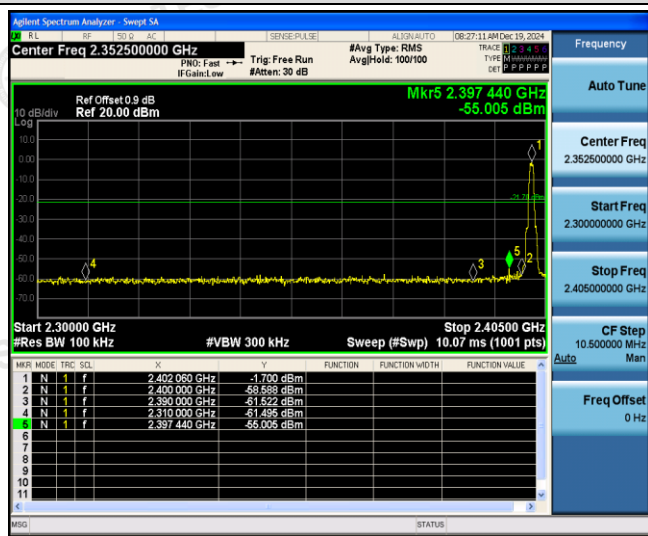 Agilent Spectrum Analyzer - Swept SA
RL RF 50 Ω AC SENSE:PULSE ALIGNAUTO 08:27:11 AM Dec 19, 2024
Center Freq 2.352500000 GHz
PNO: Fast
IFGain:Low
Trig: Free Run
#Atten: 30 dB
#Avg Type: RMS
Avg|Hold: 100/100
TRACE 1 2 3 4 5 6
TYPE M
DET P P P P P P
Mkr5 2.397 440 GHz
-55.005 dBm
Ref Offset 0.9 dB
10 dB/div Ref 20.00 dBm
Log
10.0
0.00
-10.0
-20.0
-30.0
-40.0
-50.0
-60.0
-70.0
1
5
2
3
4
Start 2.30000 GHz Stop 2.40500 GHz
#Res BW 100 kHz #VBW 300 kHz Sweep (#Swp) 10.07 ms (1001 pts)
MKR MODE TRC SCL X Y FUNCTION FUNCTION WIDTH FUNCTION VALUE
1 N 1 f 2.402 060 GHz -1.700 dBm
2 N 1 f 2.400 000 GHz -58.588 dBm
3 N 1 f 2.390 000 GHz -61.522 dBm
4 N 1 f 2.310 000 GHz -61.495 dBm
5 N 1 f 2.397 440 GHz -55.005 dBm
6
7
8
9
10
11
MSG STATUS
Frequency
Auto Tune
Center Freq
2.352500000 GHz
Start Freq
2.300000000 GHz
Stop Freq
2.405000000 GHz
CF Step
10.500000 MHz
Auto Man
Freq Offset
0 Hz